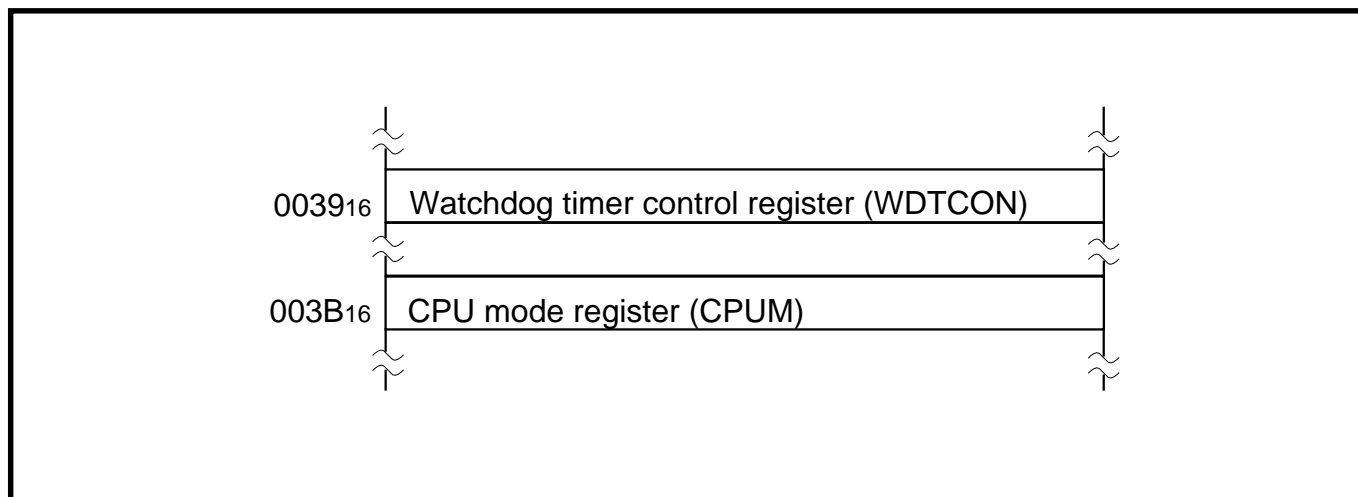 0039₁₆ Watchdog timer control register (WDTCON)
003B₁₆ CPU mode register (CPUM)